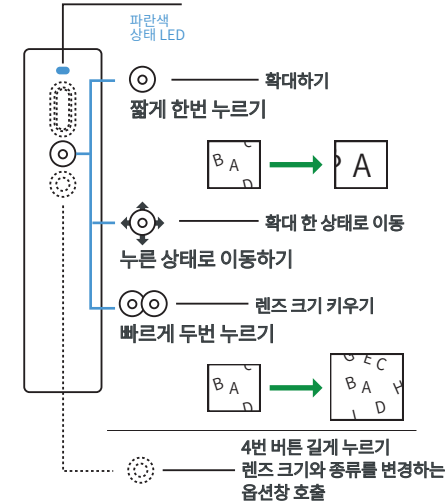 파란색
상태 LED
확대하기
짧게 한번 누르기
B A C D
P A
확대 한 상태로 이동
누른 상태로 이동하기
렌즈 크기 키우기
빠르게 두번 누르기
B A C D
G E C B A H I D
4번 버튼 길게 누르기
렌즈 크기와 종류를 변경하는
옵션창 호출